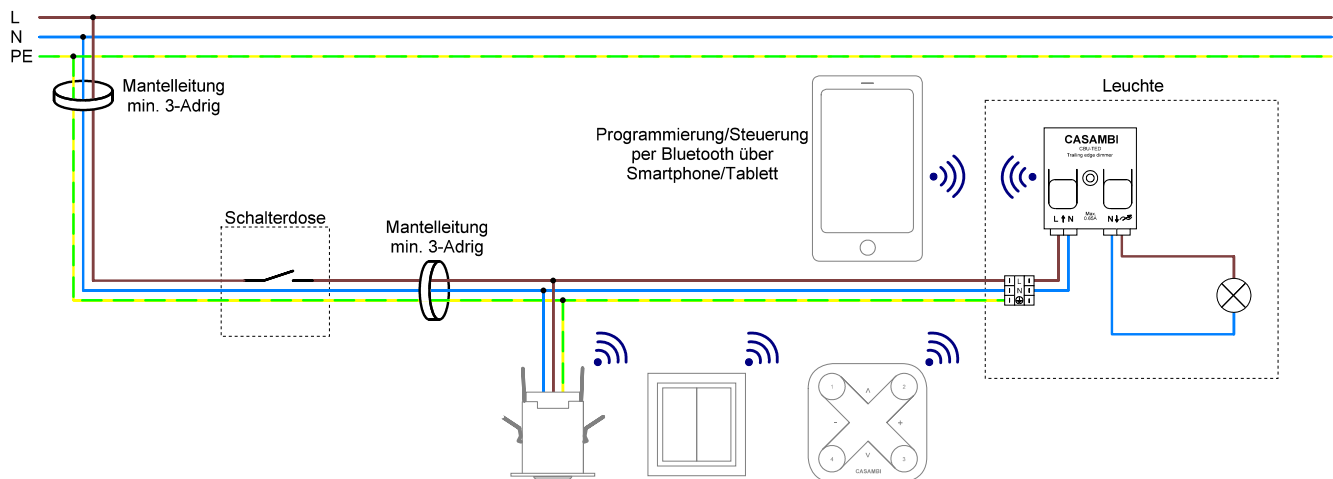 L
N
PE
Mantelleitung
min. 3-Adrig
Leuchte
Programmierung/Steuerung
per Bluetooth über
Smartphone/Tablett
CASAMBI
CBU-TED
Trailing edge dimmer
L N
Max.
0.65A
N
Schalterdose
Mantelleitung
min. 3-Adrig
L
N
1
2
-
+
4
3
CASAMBI